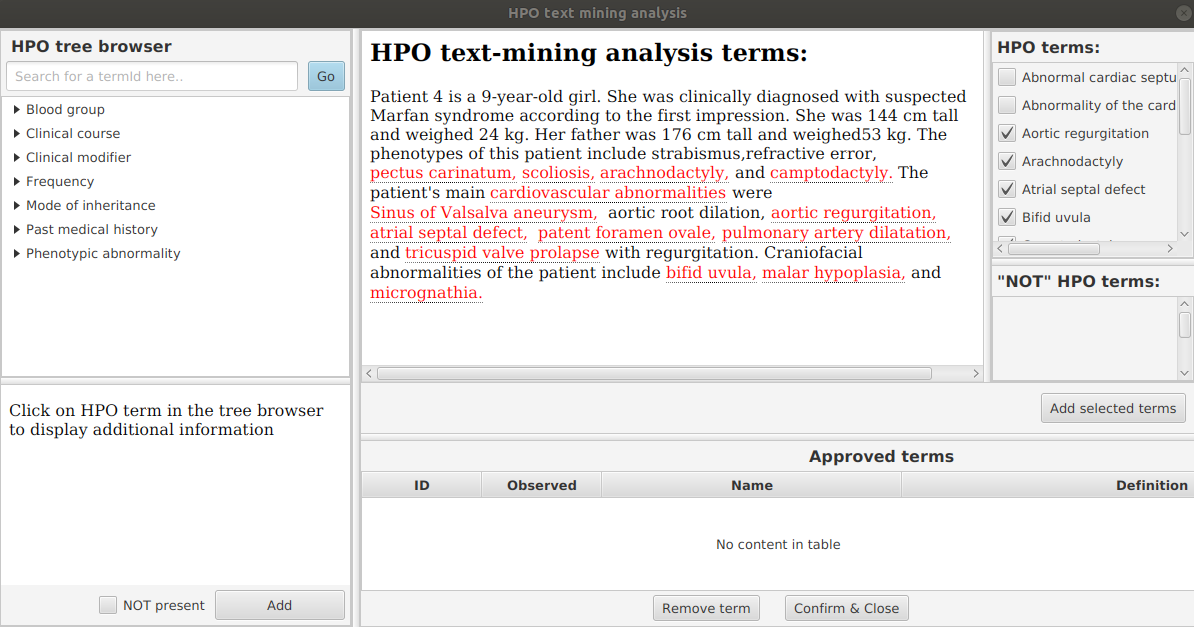 HPO text mining analysis
HPO tree browser
Search for a termId here..
Go
Blood group
Clinical course
Clinical modifier
Frequency
Mode of inheritance
Past medical history
Phenotypic abnormality
Click on HPO term in the tree browser
to display additional information
NOT present
Add
HPO text-mining analysis terms:
Patient 4 is a 9-year-old girl. She was clinically diagnosed with suspected
Marfan syndrome according to the first impression. She was 144 cm tall
and weighed 24 kg. Her father was 176 cm tall and weighed53 kg. The
phenotypes of this patient include strabismus,refractive error,
pectus carinatum, scoliosis, arachnodactyly, and camptodactyly. The
patient's main cardiovascular abnormalities were
Sinus of Valsalva aneurysm, aortic root dilation, aortic regurgitation,
atrial septal defect, patent foramen ovale, pulmonary artery dilatation,
and tricuspid valve prolapse with regurgitation. Craniofacial
abnormalities of the patient include bifid uvula, malar hypoplasia, and
micrognathia.
HPO terms:
Abnormal cardiac septu
Abnormality of the card
Aortic regurgitation
Arachnodactyly
Atrial septal defect
Bifid uvula
"NOT" HPO terms:
Add selected terms
Approved terms
ID Observed Name Definition
No content in table
Remove term
Confirm & Close